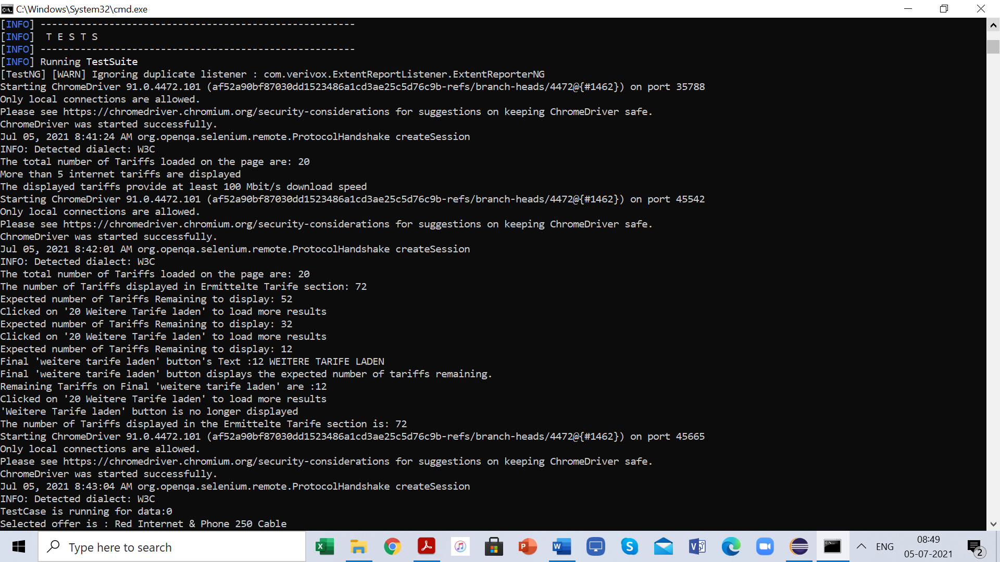 C:\Windows\System32\cmd.exe
[INFO] -------------------------------------------------------
[INFO]  T E S T S
[INFO] -------------------------------------------------------
[INFO] Running TestSuite
[TestNG] [WARN] Ignoring duplicate listener : com.verivox.ExtentReportListener.ExtentReporterNG
Starting ChromeDriver 91.0.4472.101 (af52a90bf87030dd1523486a1cd3ae25c5d76c9b-refs/branch-heads/4472@{#1462}) on port 35788
Only local connections are allowed.
Please see https://chromedriver.chromium.org/security-considerations for suggestions on keeping ChromeDriver safe.
ChromeDriver was started successfully.
Jul 05, 2021 8:41:24 AM org.openqa.selenium.remote.ProtocolHandshake createSession
INFO: Detected dialect: W3C
The total number of Tariffs loaded on the page are: 20
More than 5 internet tariffs are displayed
The displayed tariffs provide at least 100 Mbit/s download speed
Starting ChromeDriver 91.0.4472.101 (af52a90bf87030dd1523486a1cd3ae25c5d76c9b-refs/branch-heads/4472@{#1462}) on port 45542
Only local connections are allowed.
Please see https://chromedriver.chromium.org/security-considerations for suggestions on keeping ChromeDriver safe.
ChromeDriver was started successfully.
Jul 05, 2021 8:42:01 AM org.openqa.selenium.remote.ProtocolHandshake createSession
INFO: Detected dialect: W3C
The total number of Tariffs loaded on the page are: 20
The number of Tariffs displayed in Ermittelte Tarife section: 72
Expected number of Tariffs Remaining to display: 52
Clicked on '20 Weitere Tarife laden' to load more results
Expected number of Tariffs Remaining to display: 32
Clicked on '20 Weitere Tarife laden' to load more results
Expected number of Tariffs Remaining to display: 12
Final 'weitere tarife laden' button's Text :12 WEITERE TARIFE LADEN
Final 'weitere tarife laden' button displays the expected number of tariffs remaining.
Remaining Tariffs on Final 'weitere tarife laden' are :12
Clicked on '20 Weitere Tarife laden' to load more results
'Weitere Tarife laden' button is no longer displayed
The number of Tariffs displayed in the Ermittelte Tarife section is: 72
Starting ChromeDriver 91.0.4472.101 (af52a90bf87030dd1523486a1cd3ae25c5d76c9b-refs/branch-heads/4472@{#1462}) on port 45665
Only local connections are allowed.
Please see https://chromedriver.chromium.org/security-considerations for suggestions on keeping ChromeDriver safe.
ChromeDriver was started successfully.
Jul 05, 2021 8:43:04 AM org.openqa.selenium.remote.ProtocolHandshake createSession
INFO: Detected dialect: W3C
TestCase is running for data:0
Selected offer is : Red Internet & Phone 250 Cable
Type here to search
ENG
08:49
05-07-2021
2